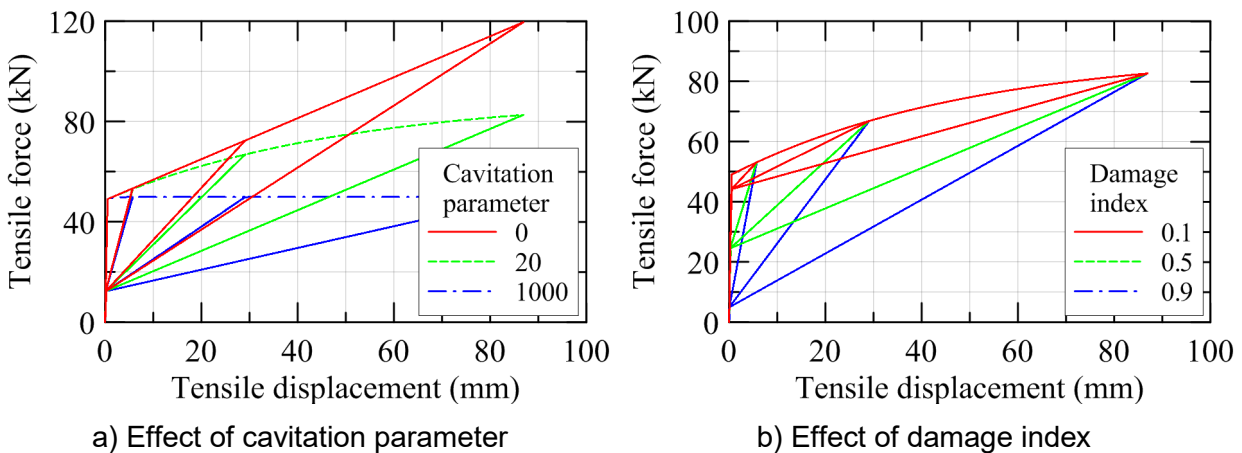 Tensile force (kN)
120
80
40
0
0
20
40
60
80
100
Tensile displacement (mm)
Cavitation
parameter
0
20
1000
a) Effect of cavitation parameter
Tensile force (kN)
100
80
60
40
20
0
0
20
40
60
80
100
Tensile displacement (mm)
Damage
index
0.1
0.5
0.9
b) Effect of damage index